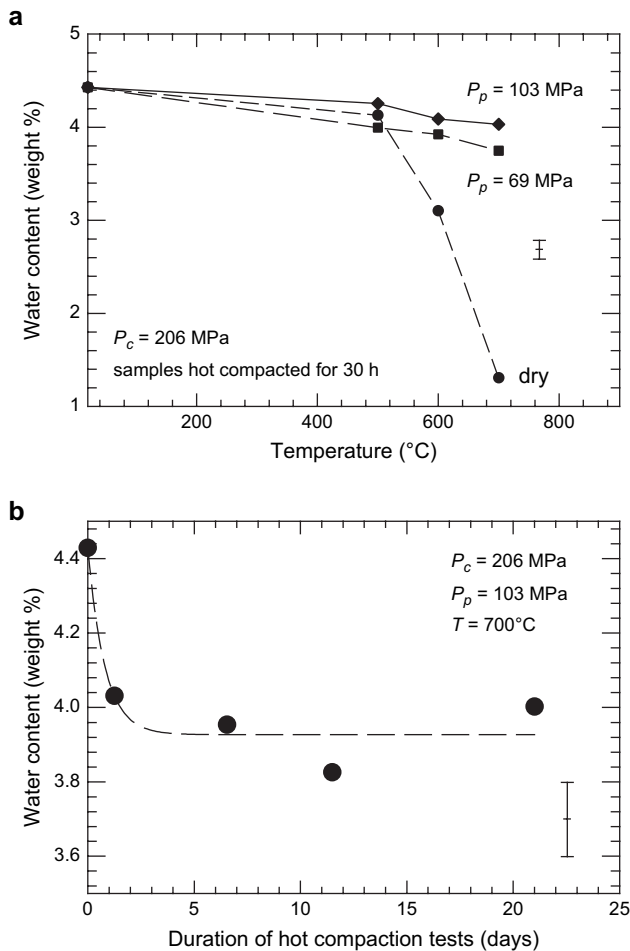 a
5
4
3
2
1
Water content (weight %)
P_p = 103 MPa
P_p = 69 MPa
P_c = 206 MPa
samples hot compacted for 30 h
dry
200 400 600 800
Temperature (°C)
b
4.4
4.2
4.0
3.8
3.6
Water content (weight %)
P_c = 206 MPa
P_p = 103 MPa
T = 700°C
0 5 10 15 20 25
Duration of hot compaction tests (days)